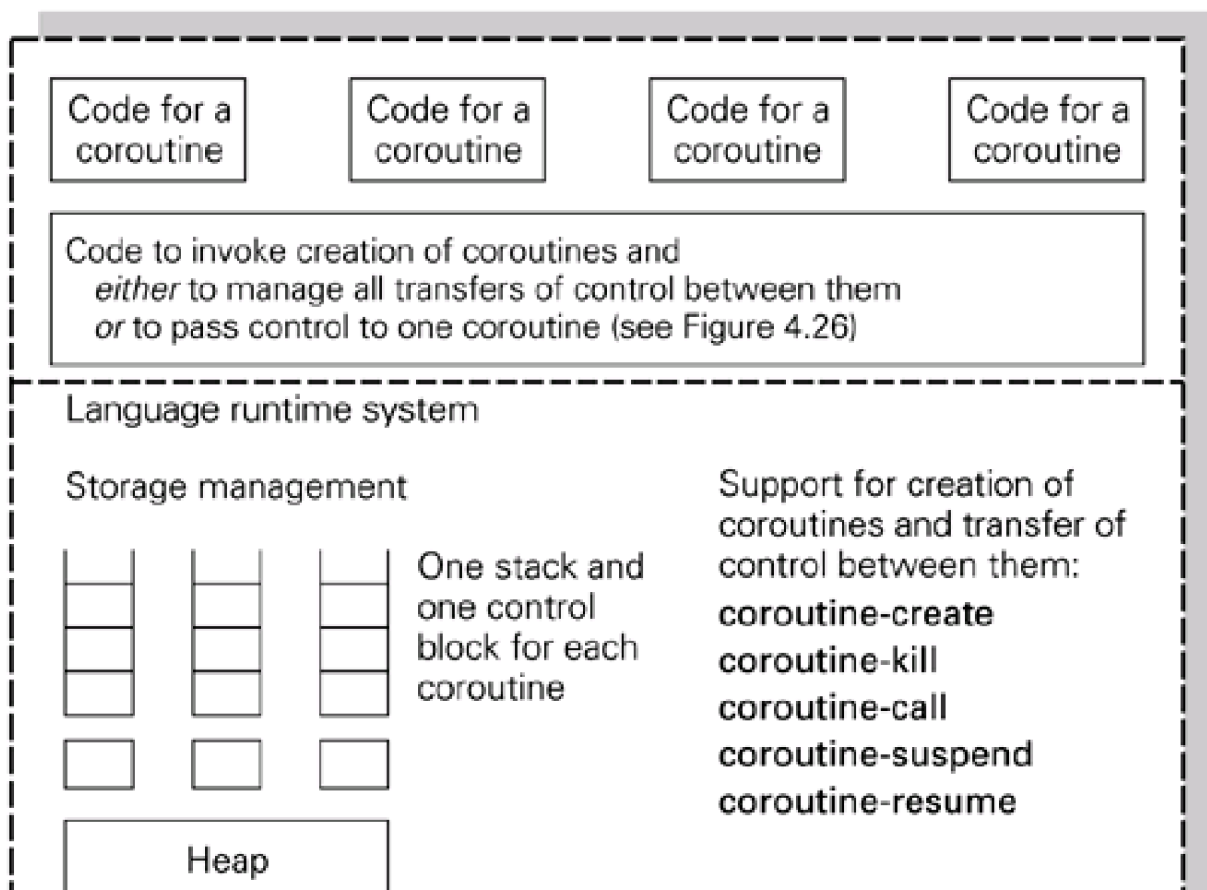 Code for a
coroutine
Code for a
coroutine
Code for a
coroutine
Code for a
coroutine
Code to invoke creation of coroutines and
either to manage all transfers of control between them
or to pass control to one coroutine (see Figure 4.26)
Language runtime system
Storage management
One stack and
one control
block for each
coroutine
Heap
Support for creation of
coroutines and transfer of
control between them:
coroutine-create
coroutine-kill
coroutine-call
coroutine-suspend
coroutine-resume